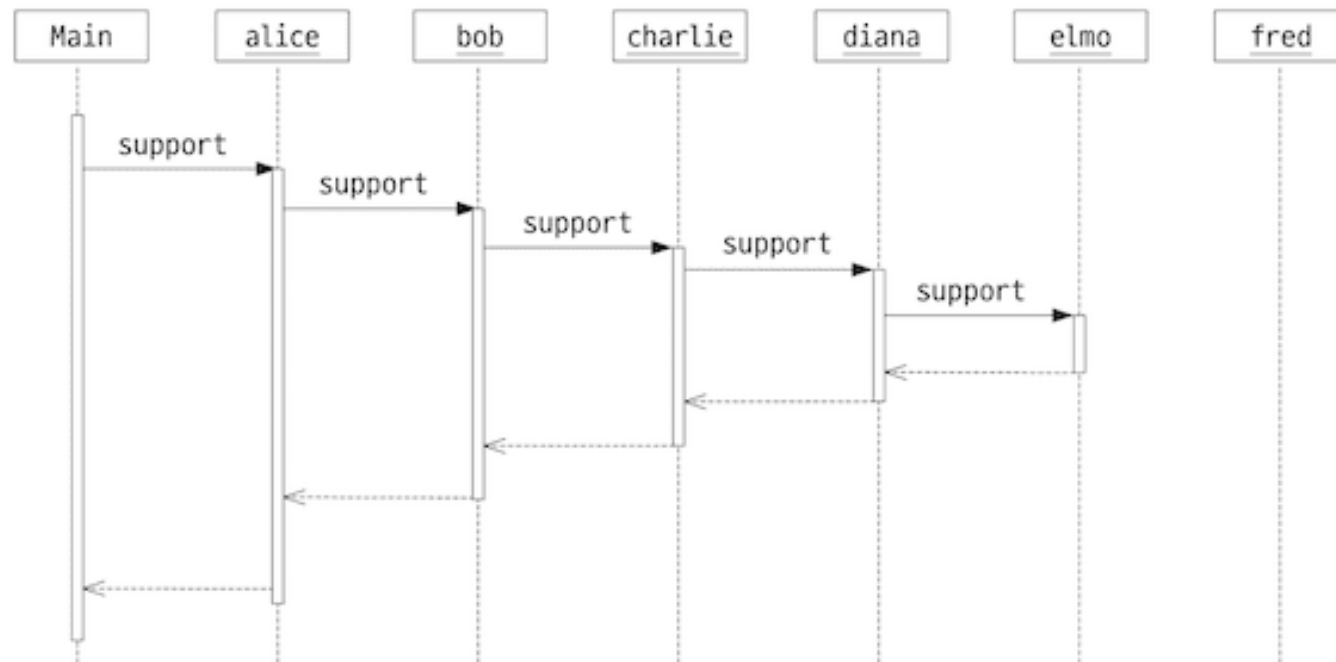 Main
alice
bob
charlie
diana
elmo
fred
support
support
support
support
support